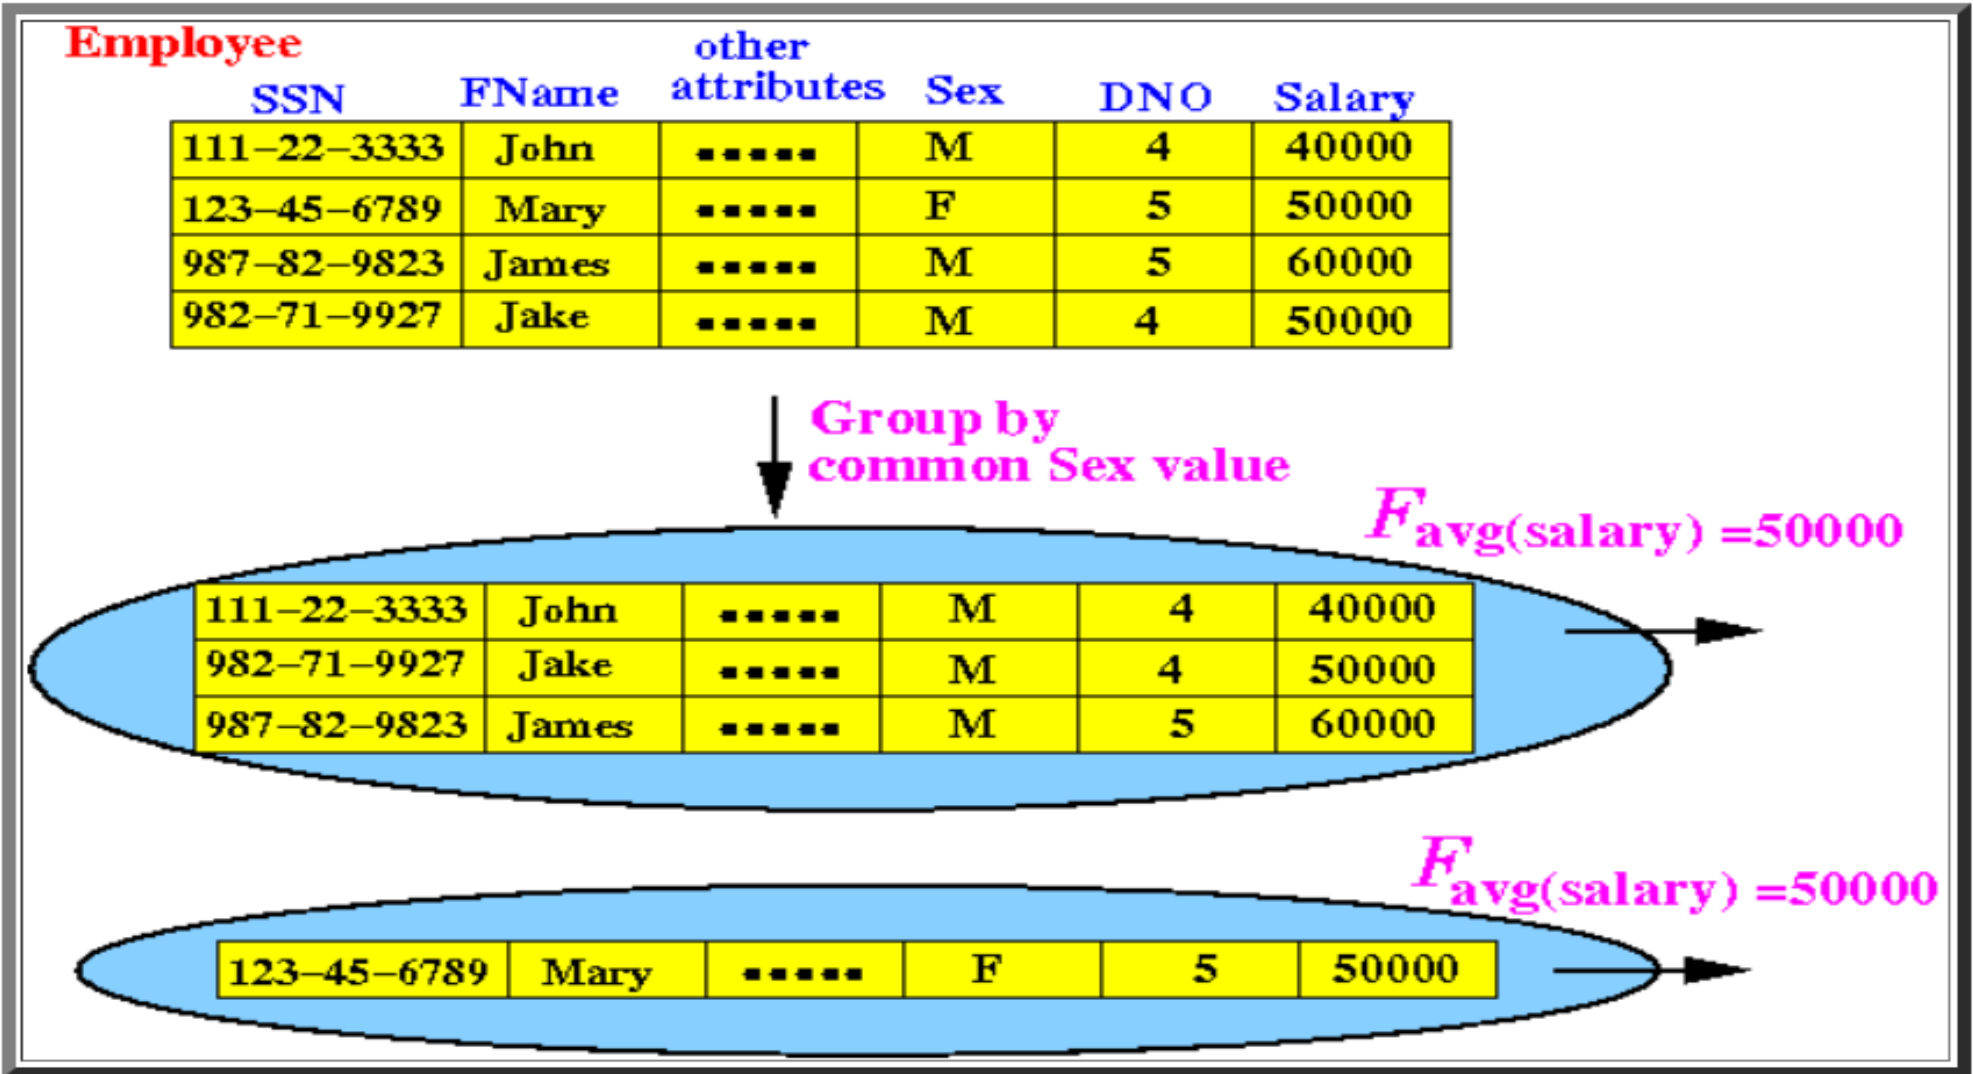 Employee
other
SSN FName attributes Sex DNO Salary
111-22-3333 John ..... M 4 40000
123-45-6789 Mary ..... F 5 50000
987-82-9823 James ..... M 5 60000
982-71-9927 Jake ..... M 4 50000
Group by
common Sex value
F avg(salary) =50000
111-22-3333 John ..... M 4 40000
982-71-9927 Jake ..... M 4 50000
987-82-9823 James ..... M 5 60000
F avg(salary) =50000
123-45-6789 Mary ..... F 5 50000